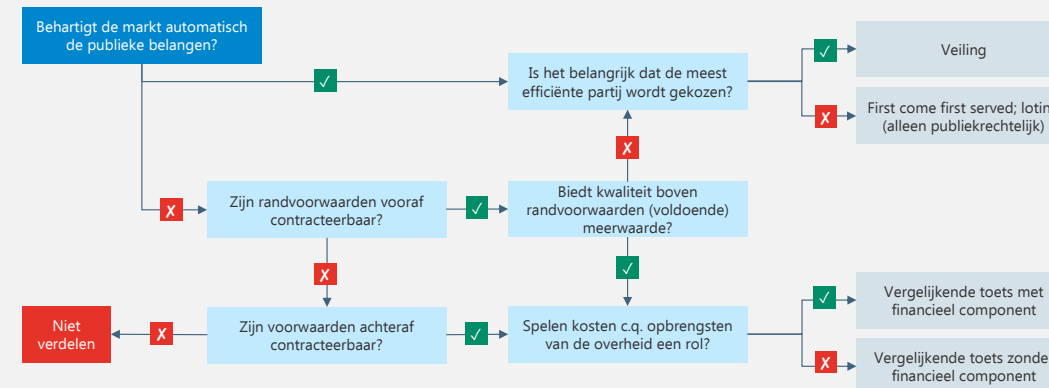 Behartigt de markt automatisch
de publieke belangen?
✓
Is het belangrijk dat de meest
efficiënte partij wordt gekozen?
✓
Veiling
✗
First come first served; lotin
(alleen publiekrechtelijk)
✗
✗
Zijn randvoorwaarden vooraf
contracteerbaar?
✓
Biedt kwaliteit boven
randvoorwaarden (voldoende)
meerwaarde?
✗
✓
Niet
verdelen
✗
Zijn voorwaarden achteraf
contracteerbaar?
✓
Spelen kosten c.q. opbrengsten
van de overheid een rol?
✓
Vergelijkende toets met
financieel component
✗
Vergelijkende toets zonde
financieel component